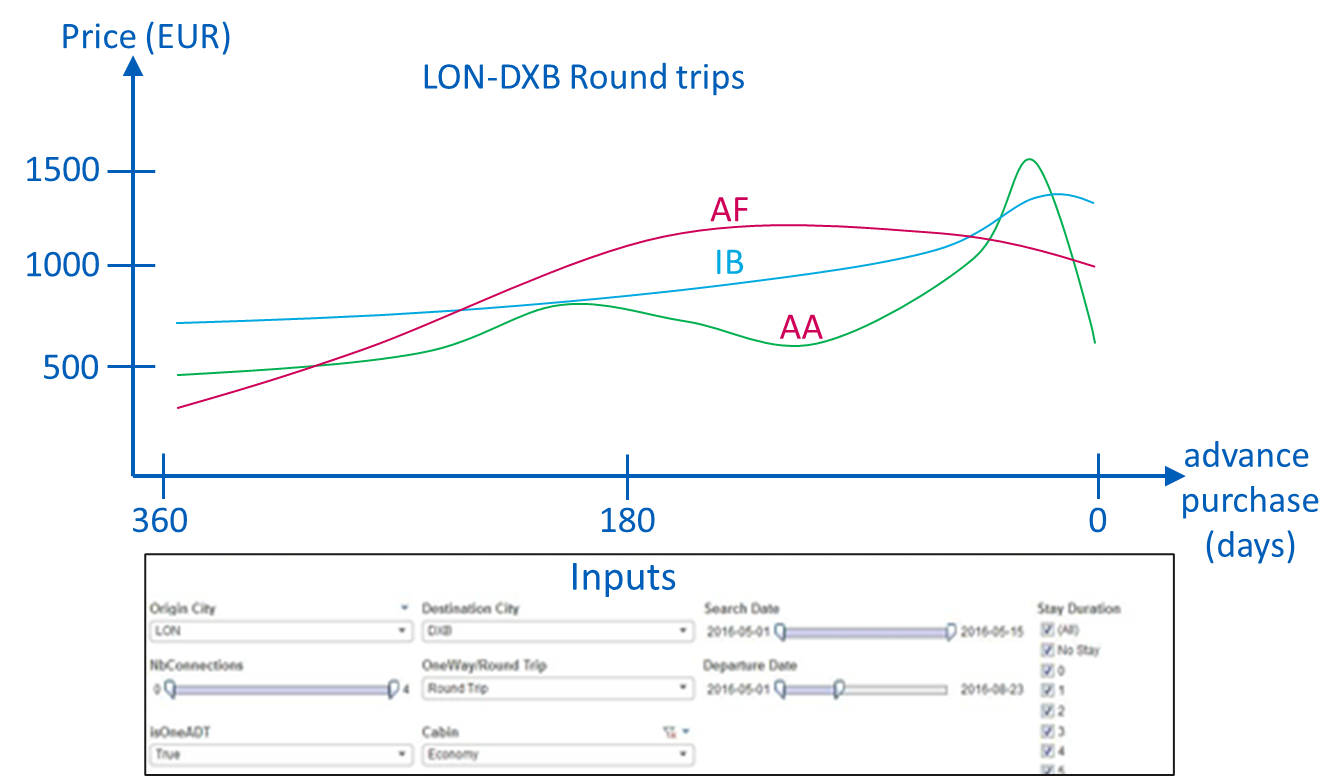 Price (EUR)
LON-DXB Round trips
1500
1000
500
AF
IB
AA
360
180
0
advance
purchase
(days)
Inputs
Origin City
LON
Destination City
DXB
Search Date
2016-05-01
2016-05-15
Stay Duration
(All)
No Stay
0
1
2
3
4
NbConnections
0
4
OneWay/Round Trip
Round Trip
Departure Date
2016-05-01
2016-08-23
IsOneADT
True
Cabin
Economy